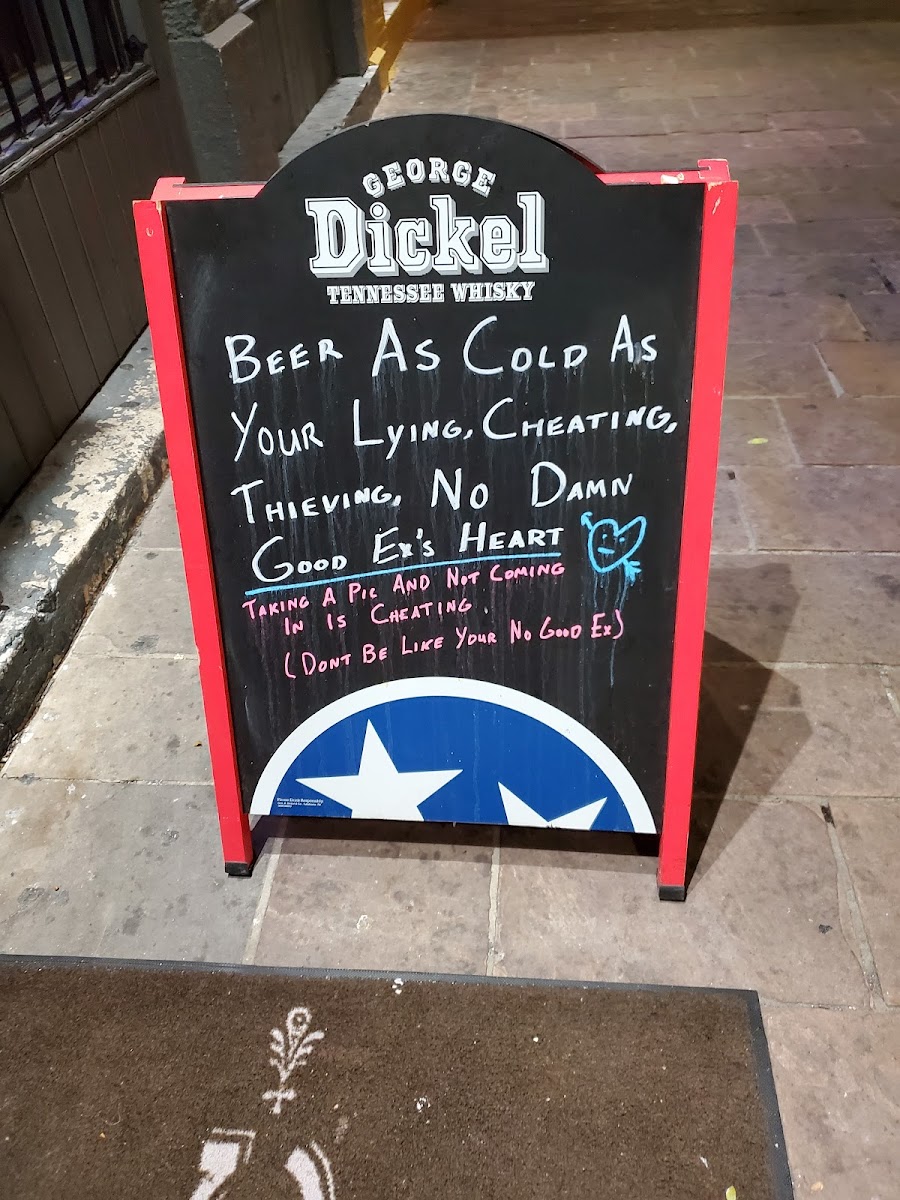 GEORGE
Dickel
TENNESSEE WHISKY
BEER AS COLD AS
YOUR LYING, CHEATING,
THIEVING, NO DAMN
GOOD EX'S HEART
TAKING A PIC AND NOT COMING
IN IS CHEATING.
(DONT BE LIKE YOUR NO GOOD EX)